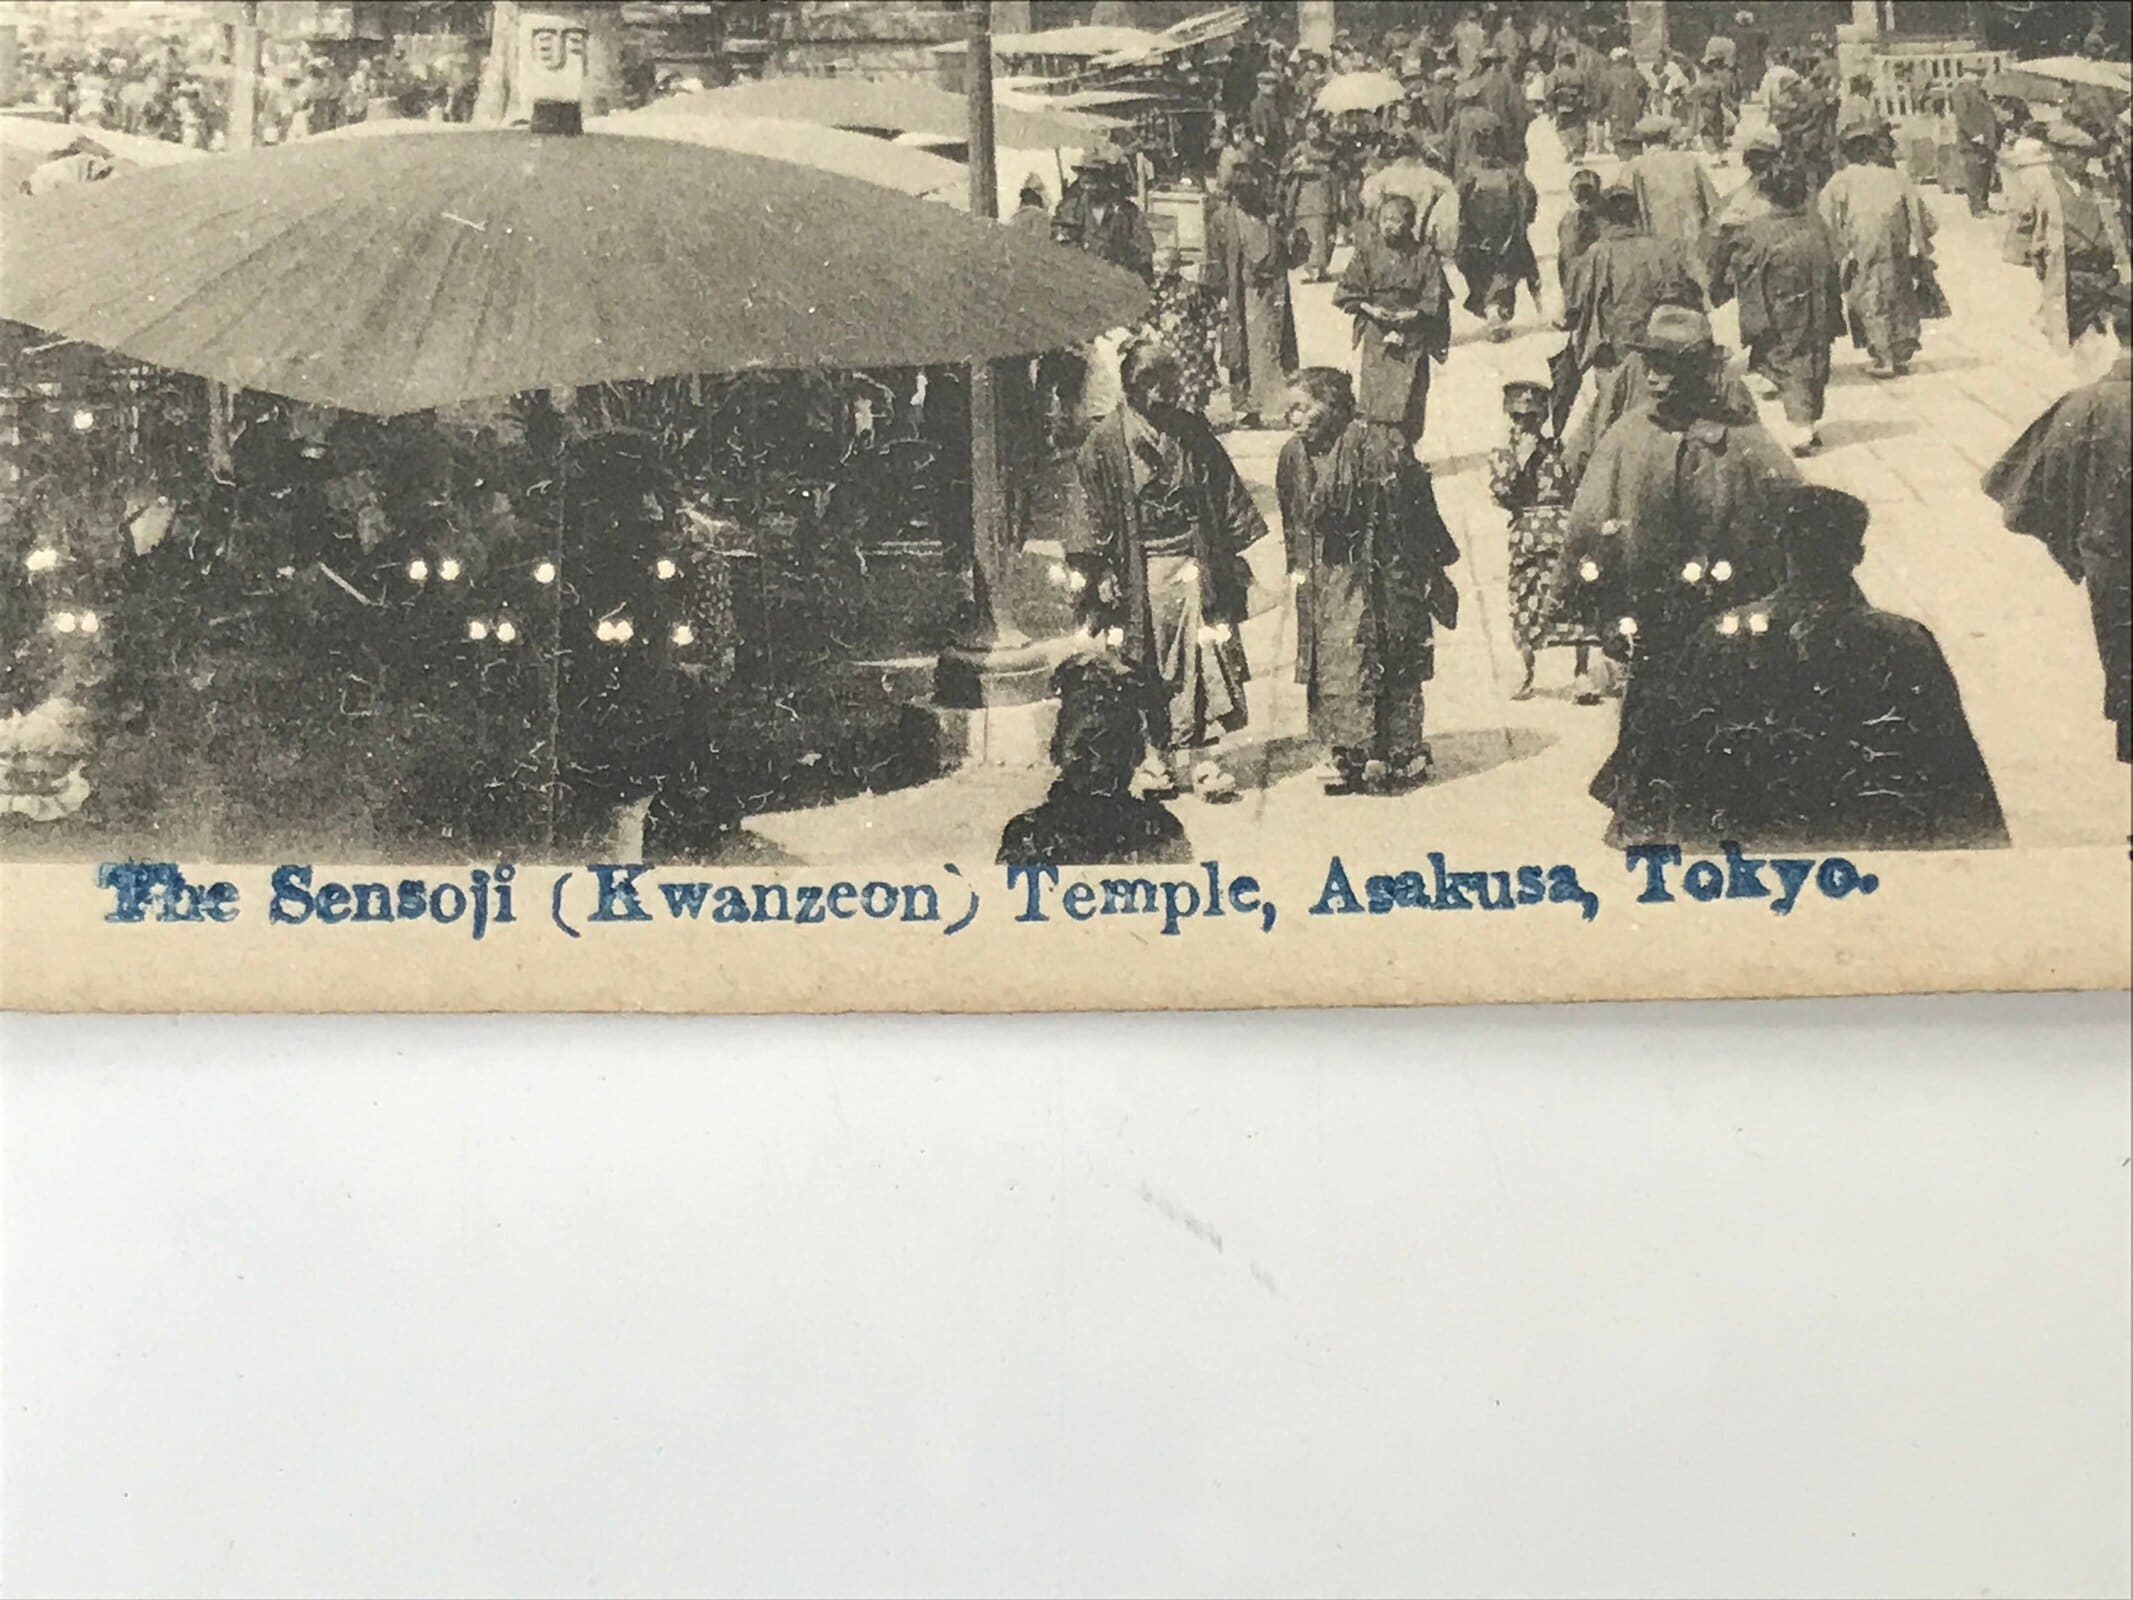 The Sensoji (Kwanzeon) Temple, Asakusa, Tokyo.